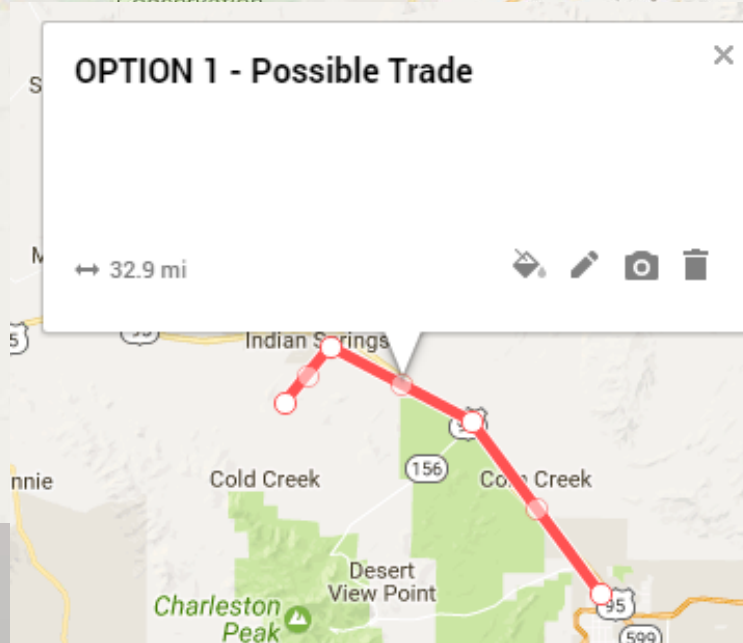 OPTION 1 - Possible Trade
32.9 mi
Indian Springs
156
Cold Creek
Corn Creek
nnie
Desert
View Point
95
Charleston
Peak
599